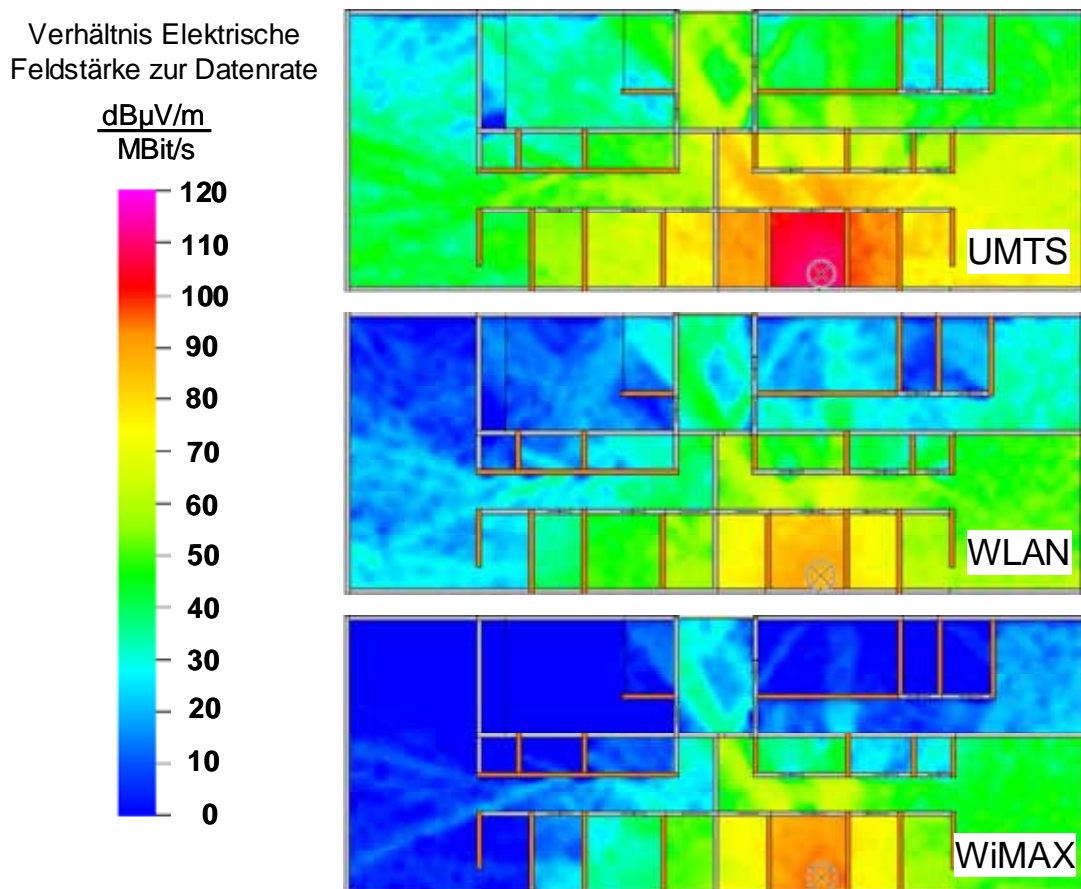 Verhältnis Elektrische
Feldstärke zur Datenrate
dBµV/m
MBit/s
120
110
100
90
80
70
60
50
40
30
20
10
0
UMTS
WLAN
WiMAX